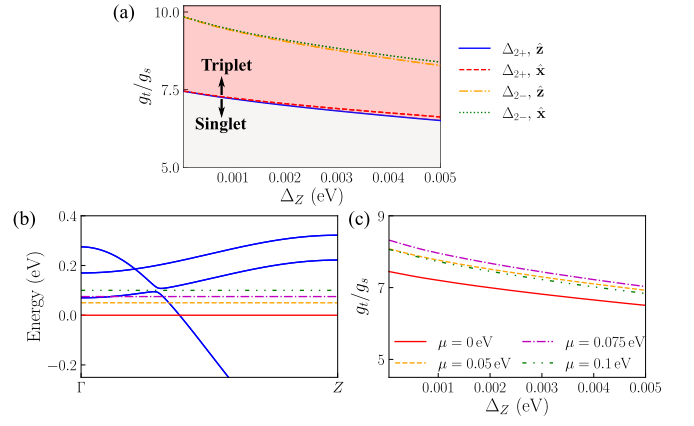 (a)
10.0
7.5
5.0
g_t/g_s
Triplet
Singlet
0.001 0.002 0.003 0.004 0.005
Δ_Z (eV)
Δ_{2+}, ẑ
Δ_{2+}, x̂
Δ_{2−}, ẑ
Δ_{2−}, x̂
(b)
0.4
0.2
0.0
−0.2
Energy (eV)
Γ Z
(c)
9
7
5
g_t/g_s
μ = 0 eV μ = 0.075 eV
μ = 0.05 eV μ = 0.1 eV
0.001 0.002 0.003 0.004 0.005
Δ_Z (eV)